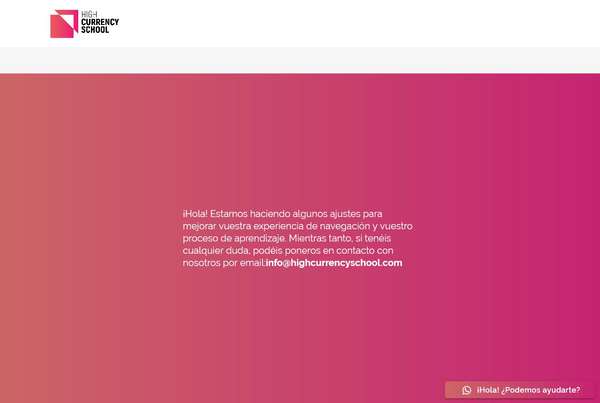 HIGH
CURRENCY
SCHOOL
¡Hola! Estamos haciendo algunos ajustes para
mejorar vuestra experiencia de navegación y vuestro
proceso de aprendizaje. Mientras tanto, si tenéis
cualquier duda, podéis poneros en contacto con
nosotros por email:info@highcurrencyschool.com
¡Hola! ¿Podemos ayudarte?